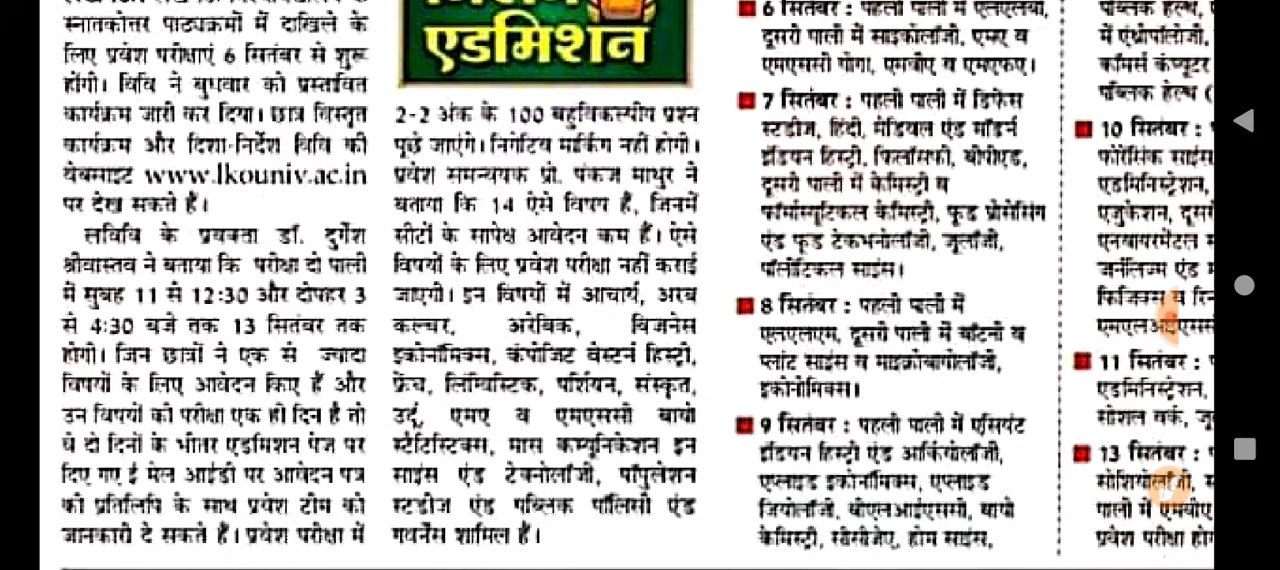 स्नातकोत्तर पाठ्यक्रमों में दाखिले के
लिए प्रवेश परीक्षाएं 6 सितंबर से शुरू
होंगी। विवि ने बुधवार को प्रस्तावित
कार्यक्रम जारी कर दिया। छात्र विस्तृत
कार्यक्रम और दिशा-निर्देश विवि की
वेबसाइट www.lkouniv.ac.in
पर देख सकते हैं।
लविवि के प्रवक्ता डॉ. दुर्गेश
श्रीवास्तव ने बताया कि परीक्षा दो पाली
में सुबह 11 से 12:30 और दोपहर 3
से 4:30 बजे तक 13 सितंबर तक
होगी। जिन छात्रों ने एक से ज्यादा
विषयों के लिए आवेदन किए हैं और
उन विषयों की परीक्षा एक ही दिन है तो
वे दो दिनों के भीतर एडमिशन पेज पर
दिए गए ई मेल आईडी पर आवेदन पत्र
की प्रतिलिपि के साथ प्रवेश टीम को
जानकारी दे सकते हैं। प्रवेश परीक्षा में
एडमिशन
2-2 अंक के 100 बहुविकल्पीय प्रश्न
पूछे जाएंगे। निगेटिव मार्किंग नहीं होगी।
प्रवेश समन्वयक प्रो. पंकज माथुर ने
बताया कि 14 ऐसे विषय हैं, जिनमें
सीटों के सापेक्ष आवेदन कम हैं। ऐसे
विषयों के लिए प्रवेश परीक्षा नहीं कराई
जाएगी। इन विषयों में आचार्य, अरब
कल्चर, अरेबिक, बिजनेस
इकोनॉमिक्स, कंपोजिट वेस्टर्न हिस्ट्री,
फ्रेंच, लिंग्विस्टिक, पर्शियन, संस्कृत,
उर्दू, एमए व एमएससी बायो
स्टैटिस्टिक्स, मास कम्यूनिकेशन इन
साइंस एंड टेक्नोलॉजी, पॉपुलेशन
स्टडीज एंड पब्लिक पॉलिसी एंड
गवर्नेंस शामिल हैं।
6 सितंबर : पहली पाली में एलएलबी,
दूसरी पाली में साइकोलॉजी, एमए व
एमएससी योगा, एमबीए व एमएफए।
7 सितंबर : पहली पाली में डिफेंस
स्टडीज, हिंदी, मेडिवल एंड मॉडर्न
इंडियन हिस्ट्री, फिलॉसफी, बीपीएड,
दूसरी पाली में केमिस्ट्री व
फॉर्मास्यूटिकल केमिस्ट्री, फूड प्रोसेसिंग
एंड फूड टेकभनोलॉजी, जूलॉजी,
पॉलीटिकल साइंस।
8 सितंबर : पहली पाली में
एलएलएम, दूसरी पाली में बॉटनी व
प्लांट साइंस व माइक्रोबायोलॉजी,
इकोनोमिक्स।
9 सितंबर : पहली पाली में एंसियंट
इंडियन हिस्ट्री एंड आर्कियोलॉजी,
एप्लाइड इकोनॉमिक्स, एप्लाइड
जियोलॉजी, बीएलआईएससी, बायो
केमिस्ट्री, सीसीजेए, होम साइंस,
पब्लिक हेल्थ,
में एंथ्रोपॉलोजी,
कॉमर्स कंप्यूटर
पब्लिक हेल्थ (
10 सितंबर :
फोरेंसिक साइंस
एडमिनिस्ट्रेशन,
एजुकेशन, दूसरी
एनवायरमेंटल
जर्नलिज्म एंड
फिजिक्स व
11 सितंबर :
एडमिनिस्ट्रेशन,
सोशल वर्क,
13 सितंबर :
सोशियोलॉजी,
पाली में एमबीए
प्रवेश परीक्षा